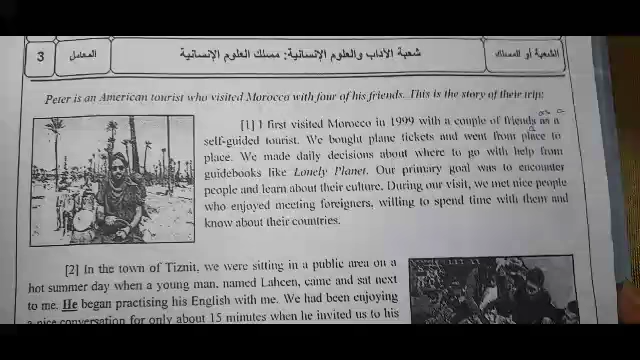 الشعبة أو المسلك
شعبة الآداب والعلوم الإنسانية: مسلك العلوم الإنسانية
المعامل
3
Peter is an American tourist who visited Morocco with four of his friends. This is the story of their trip:
[1] I first visited Morocco in 1999 with a couple of friends as a
self-guided tourist. We bought plane tickets and went from place to
place. We made daily decisions about where to go with help from
guidebooks like Lonely Planet. Our primary goal was to encounter
people and learn about their culture. During our visit, we met nice people
who enjoyed meeting foreigners, willing to spend time with them and
know about their countries.
[2] In the town of Tiznit, we were sitting in a public area on a
hot summer day when a young man, named Lahcen, came and sat next
to me. He began practising his English with me. We had been enjoying
a nice conversation for only about 15 minutes when he invited us to his